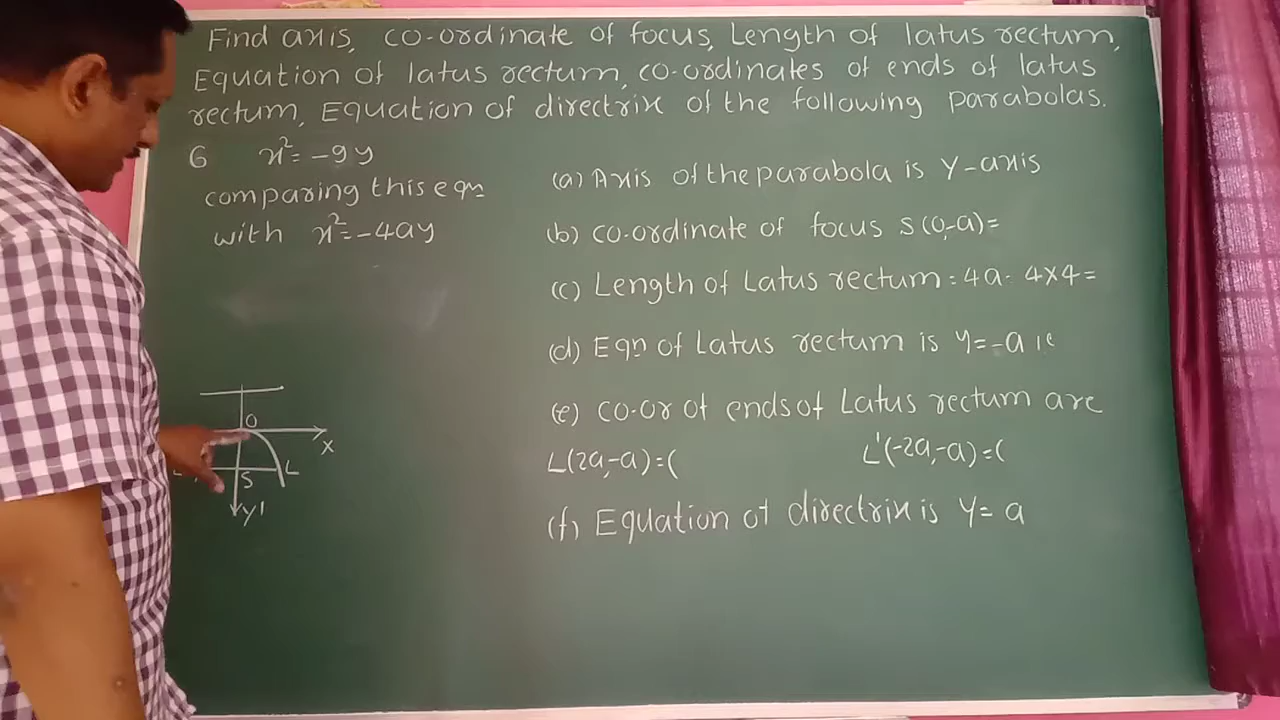 Find axis, co-ordinate of focus, Length of latus rectum,
Equation of latus rectum, co-ordinates of ends of latus
rectum, Equation of directrix of the following parabolas.
6 x²= -9y
comparing this eqn
with x²= -4ay
(a) Axis of the parabola is Y-axis
(b) co-ordinate of focus S(0,-a)=
(c) Length of Latus rectum = 4a = 4×4=
(d) Eqn of Latus rectum is y=-a ie
(e) co-or of ends of Latus rectum are
L(2a,-a)=( L'(-2a,-a)=(
(f) Equation of directrix is y= a
O
X
L
S
Y'